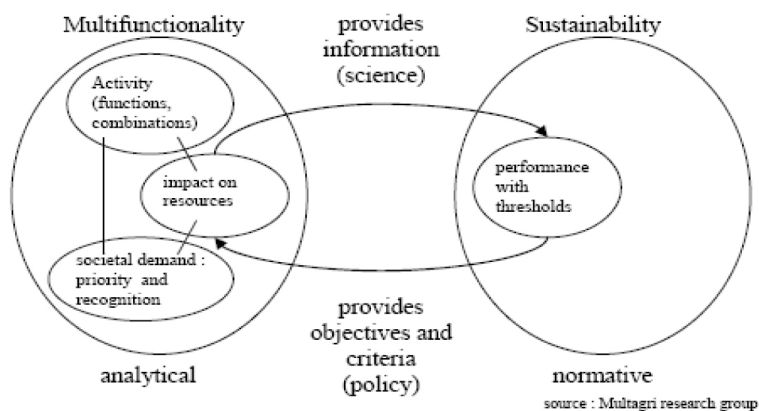 Multifunctionality
provides
information
(science)
Sustainability
Activity
(functions,
combinations)
impact on
resources
societal demand :
priority and
recognition
performance
with
thresholds
provides
objectives and
criteria
(policy)
analytical
normative
source : Multagri research group